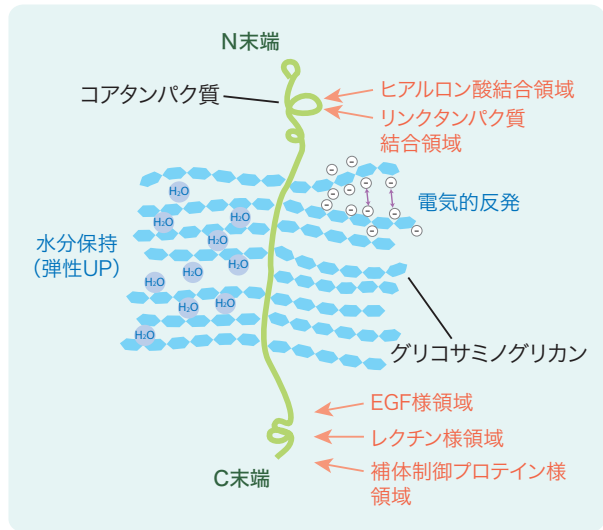 N末端
コアタンパク質
ヒアルロン酸結合領域
リンクタンパク質
結合領域
⊖
⊖
⊖
⊖
⊖
⊖
⊖
⊖
⊖
⊖
⊖
⊖
⊖
電気的反発
H₂O
H₂O
H₂O
H₂O
H₂O
H₂O
H₂O
H₂O
H₂O
H₂O
水分保持
（弾性UP）
グリコサミノグリカン
EGF様領域
レクチン様領域
補体制御プロテイン様
領域
C末端